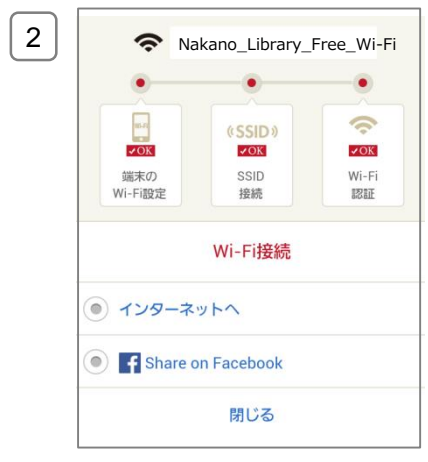 2
Nakano_Library_Free_Wi-Fi
Wi-Fi
✔OK
端末の
Wi-Fi設定
((SSID))
✔OK
SSID
接続
✔OK
Wi-Fi
認証
Wi-Fi接続
インターネットへ
f Share on Facebook
閉じる